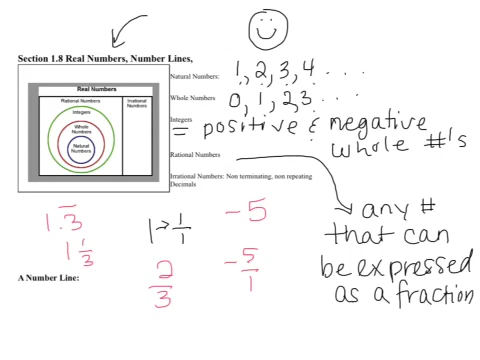 Section 1.8 Real Numbers, Number Lines,
Real Numbers
Rational Numbers
Irrational Numbers
Integers
Whole Numbers
Natural Numbers
Natural Numbers: 1, 2, 3, 4 . . . .
Whole Numbers 0, 1, 2, 3 . . . .
Integers
= positive & negative
whole #'s
Rational Numbers
Irrational Numbers: Non terminating, non repeating
Decimals
any #
that can
be expressed
as a fraction
1.3̅
1 1/3
1 → 1/1
2/3
-5
-5/1
A Number Line: